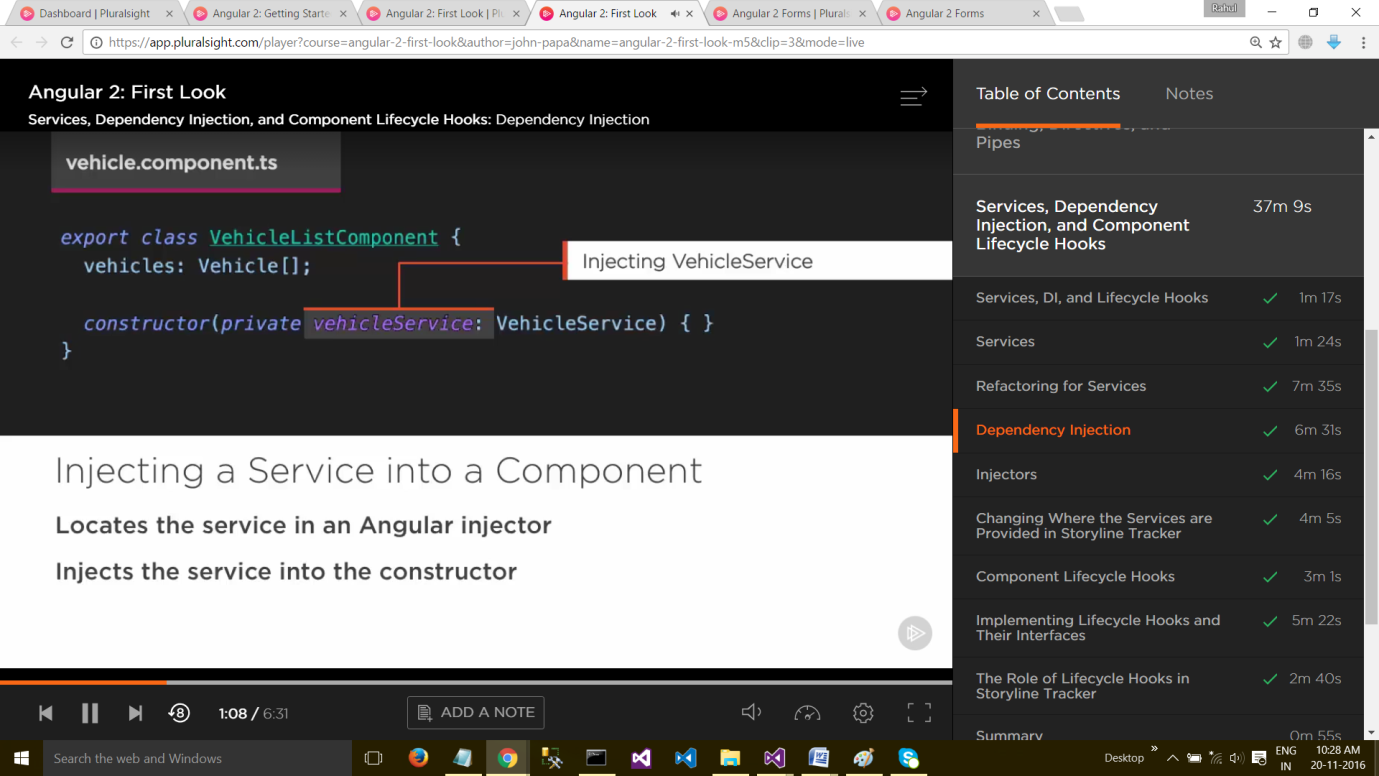 Dashboard | Pluralsight
Angular 2: Getting Starte
Angular 2: First Look | Plu
Angular 2: First Look
Angular 2 Forms | Plurals
Angular 2 Forms
Rahul
https://app.pluralsight.com/player?course=angular-2-first-look&author=john-papa&name=angular-2-first-look-m5&clip=3&mode=live
Angular 2: First Look
Services, Dependency Injection, and Component Lifecycle Hooks: Dependency Injection
vehicle.component.ts
export class VehicleListComponent {
vehicles: Vehicle[];
Injecting VehicleService
constructor(private vehicleService: VehicleService) { }
}
Injecting a Service into a Component
Locates the service in an Angular injector
Injects the service into the constructor
8
1:08 / 6:31
ADD A NOTE
Table of Contents
Notes
Binding, Directives, and
Pipes
Services, Dependency
Injection, and Component
Lifecycle Hooks
37m 9s
Services, DI, and Lifecycle Hooks
1m 17s
Services
1m 24s
Refactoring for Services
7m 35s
Dependency Injection
6m 31s
Injectors
4m 16s
Changing Where the Services are
Provided in Storyline Tracker
4m 5s
Component Lifecycle Hooks
3m 1s
Implementing Lifecycle Hooks and
Their Interfaces
5m 22s
The Role of Lifecycle Hooks in
Storyline Tracker
2m 40s
Summary
0m 55s
Search the web and Windows
Desktop
ENG
IN
10:28 AM
20-11-2016